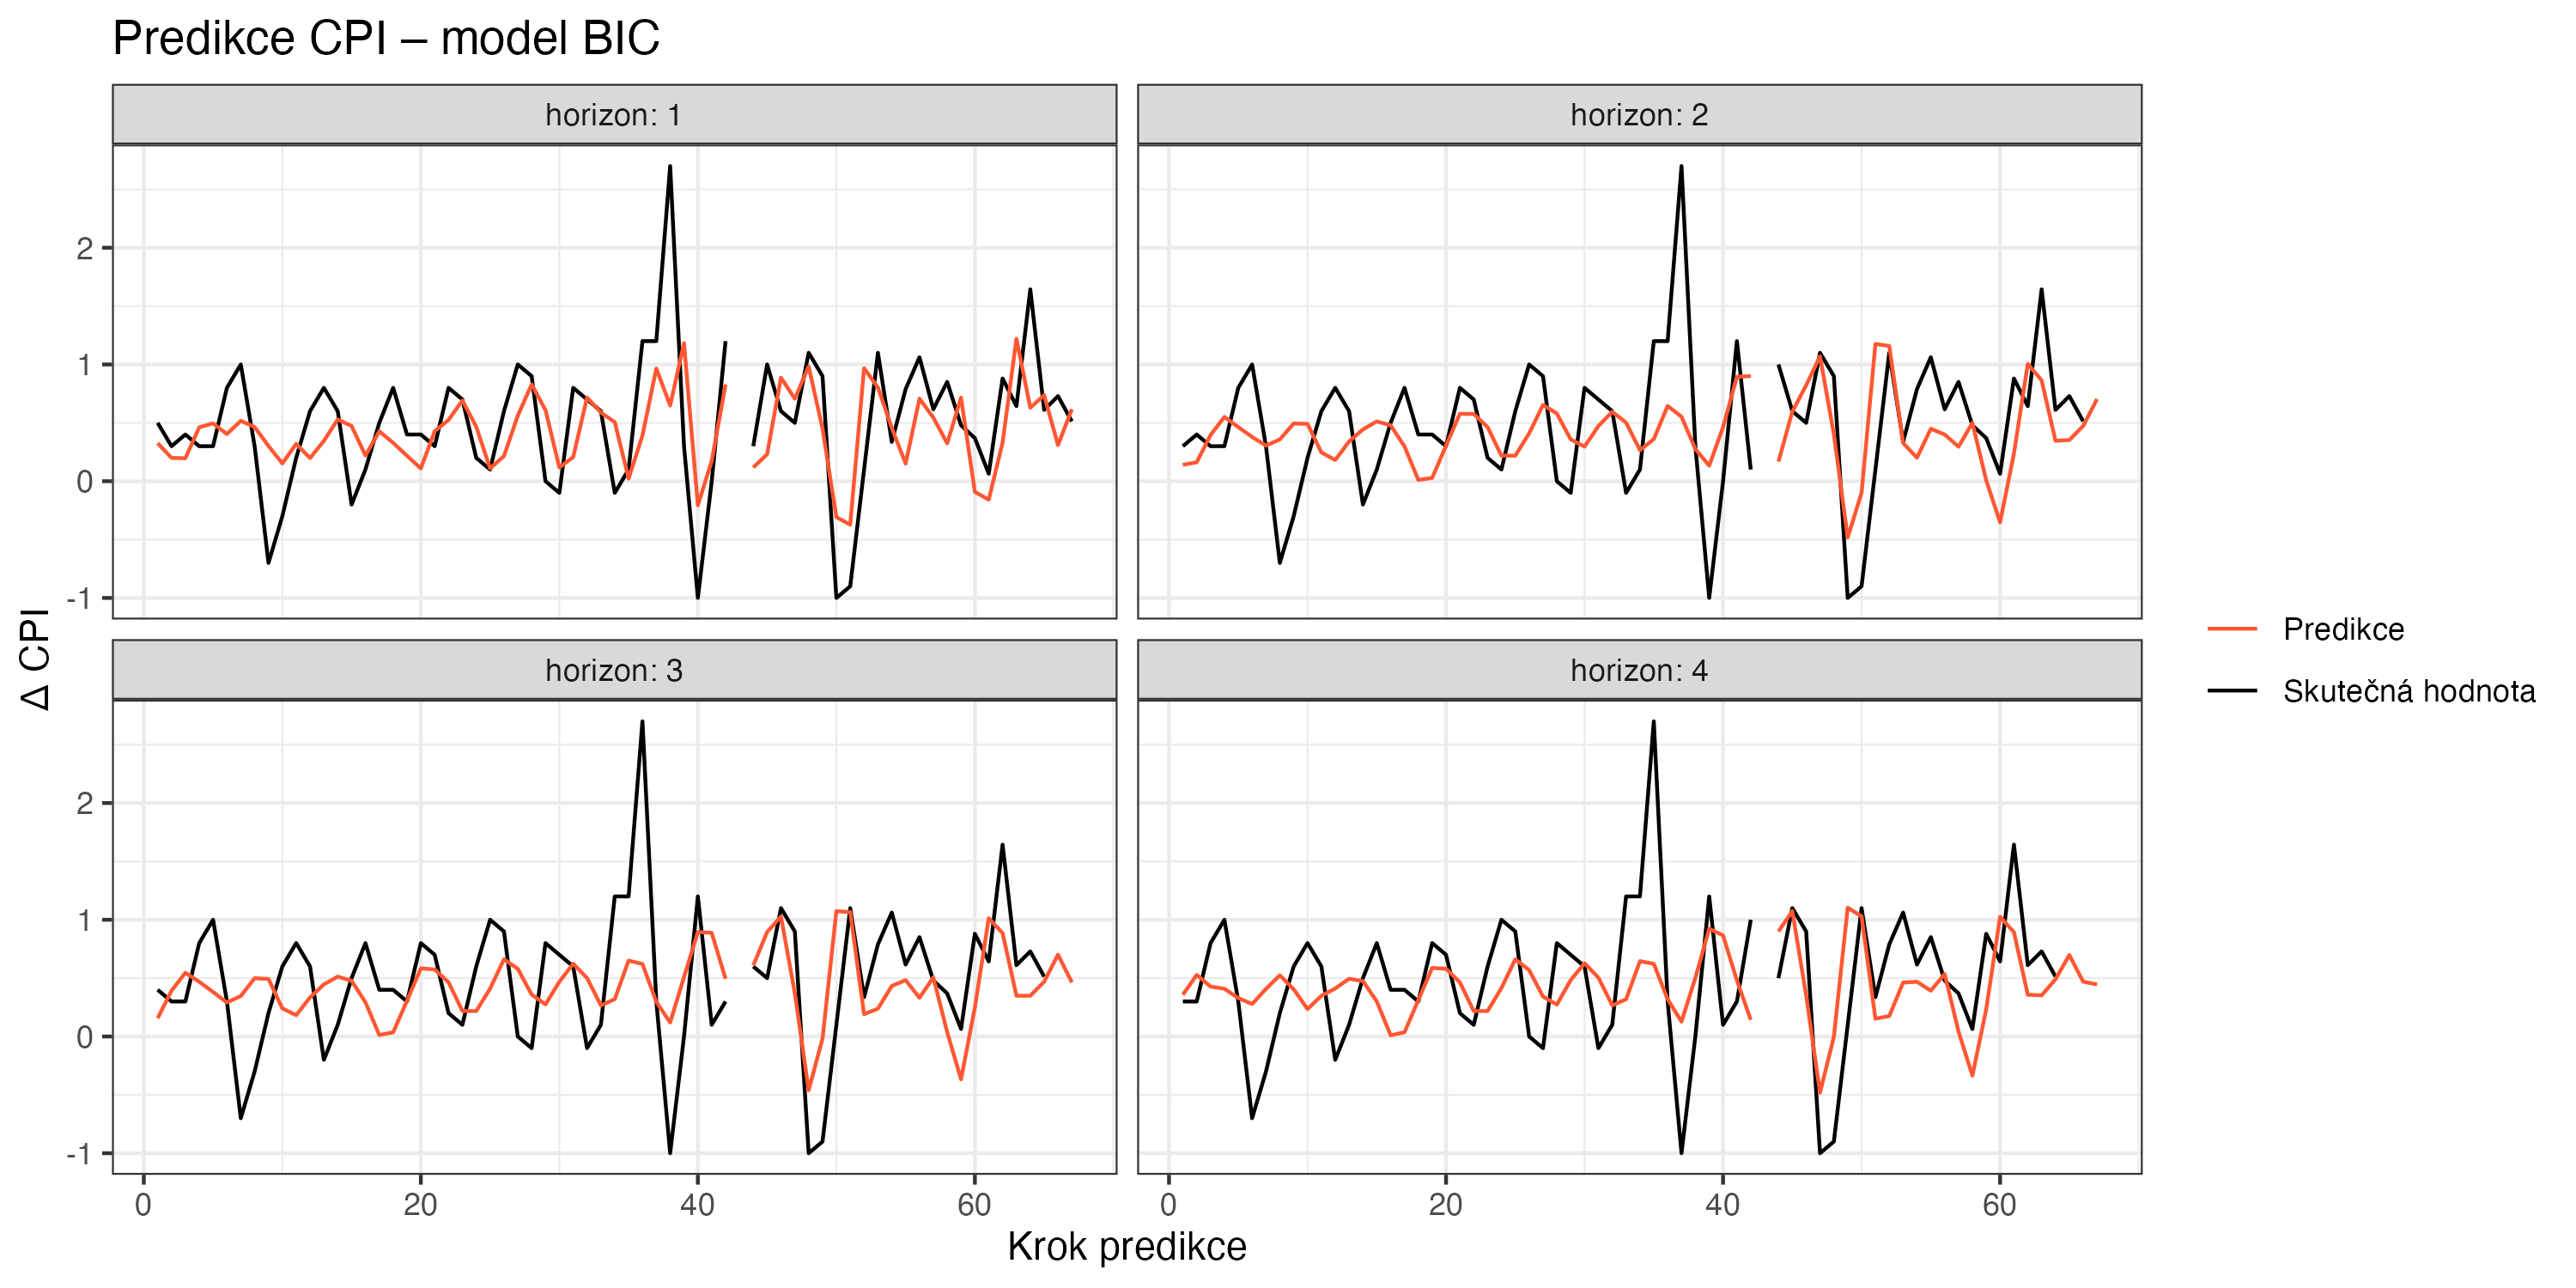 Predikce CPI – model BIC
horizon: 1
horizon: 2
2
1
0
-1
horizon: 3
horizon: 4
2
1
0
-1
0 20 40 60
0 20 40 60
Krok predikce
Δ CPI
Predikce
Skutečná hodnota